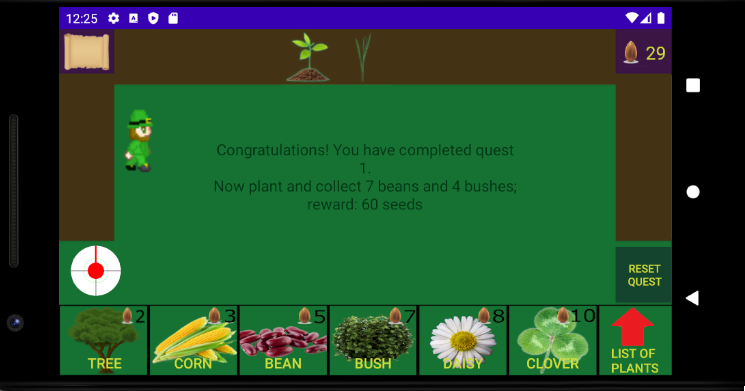 12:25
29
Congratulations! You have completed quest
1.
Now plant and collect 7 beans and 4 bushes;
reward: 60 seeds
RESET
QUEST
2
3
5
7
8
10
TREE
CORN
BEAN
BUSH
DAISY
CLOVER
LIST OF
PLANTS